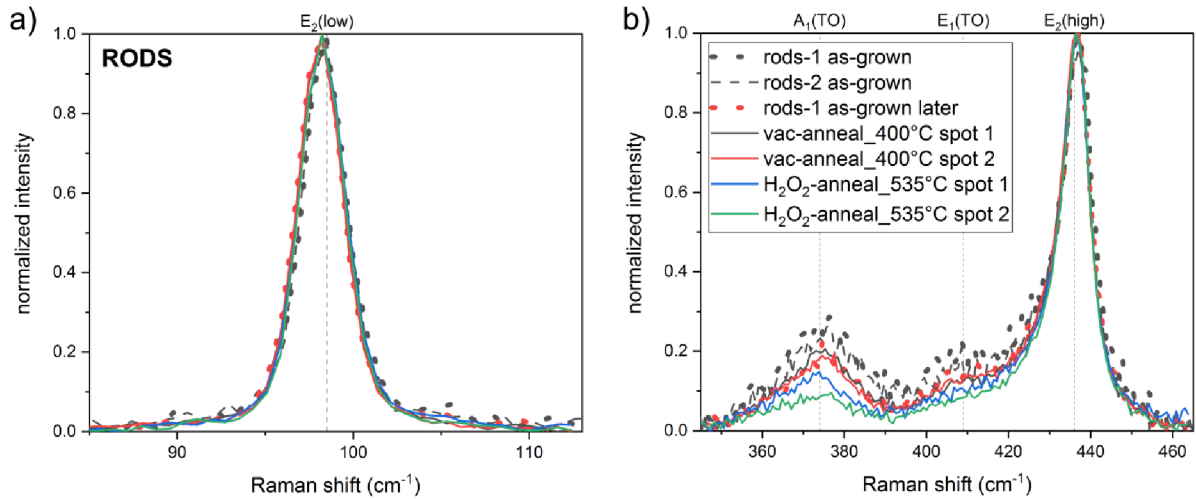 a)
E₂(low)
RODS
1.0
0.8
0.6
0.4
0.2
0.0
normalized intensity
90
100
110
Raman shift (cm⁻¹)
b)
A₁(TO)
E₁(TO)
E₂(high)
rods-1 as-grown
rods-2 as-grown
rods-1 as-grown later
vac-anneal_400°C spot 1
vac-anneal_400°C spot 2
H₂O₂-anneal_535°C spot 1
H₂O₂-anneal_535°C spot 2
1.0
0.8
0.6
0.4
0.2
0.0
normalized intensity
360
380
400
420
440
460
Raman shift (cm⁻¹)